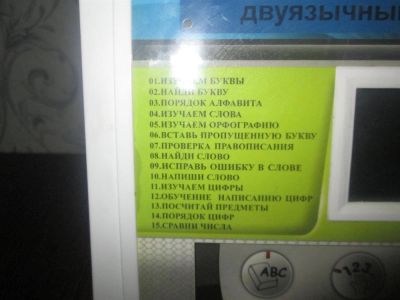 двуязычны
01.ИЗУЧАЕМ БУКВЫ
02.НАЙДИ БУКВУ
03.ПОРЯДОК АЛФАВИТА
04.ИЗУЧАЕМ СЛОВА
05.ИЗУЧАЕМ ОРФОГРАФИЮ
06.ВСТАВЬ ПРОПУЩЕННУЮ БУКВУ
07.ПРОВЕРКА ПРАВОПИСАНИЯ
08.НАЙДИ СЛОВО
09.ИСПРАВЬ ОШИБКУ В СЛОВЕ
10.НАПИШИ СЛОВО
11.ИЗУЧАЕМ ЦИФРЫ
12.ОБУЧЕНИЕ НАПИСАНИЮ ЦИФР
13.ПОСЧИТАЙ ПРЕДМЕТЫ
14.ПОРЯДОК ЦИФР
15.СРАВНИ ЧИСЛА
ABC
123